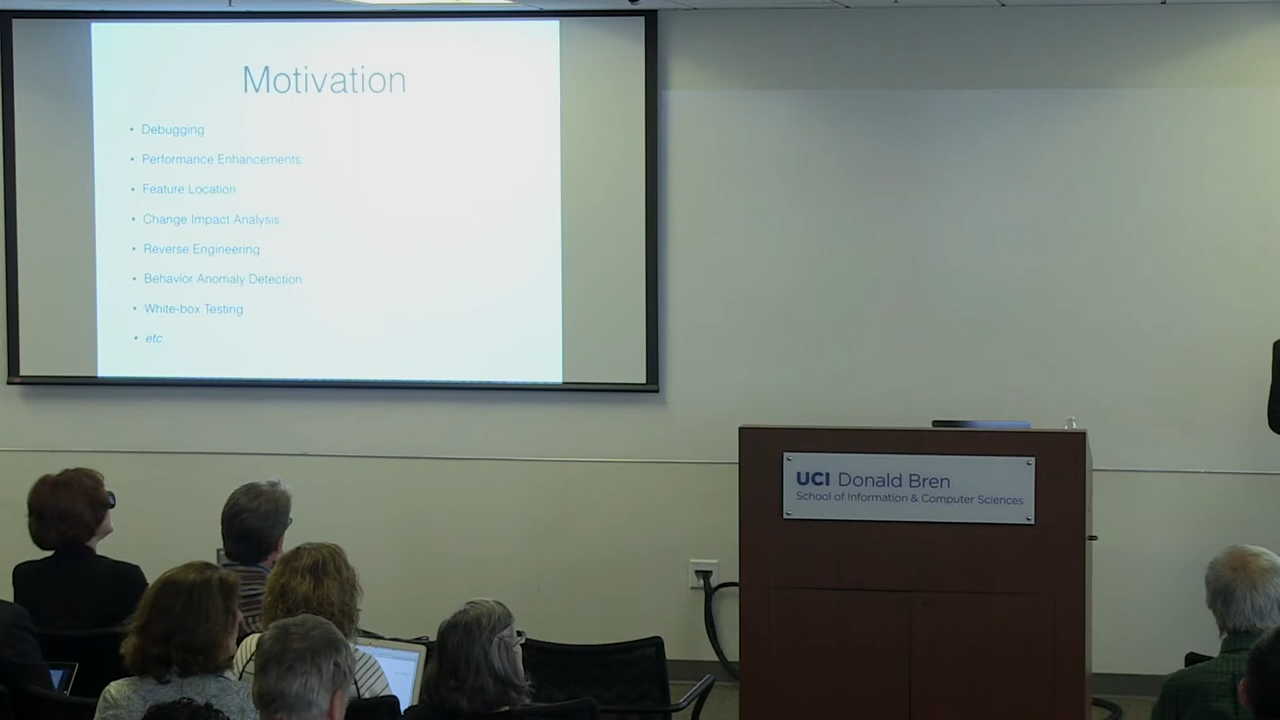 Motivation
• Debugging
• Performance Enhancements
• Feature Location
• Change Impact Analysis
• Reverse Engineering
• Behavior Anomaly Detection
• White-box Testing
• etc.
UCI Donald Bren
School of Information & Computer Sciences